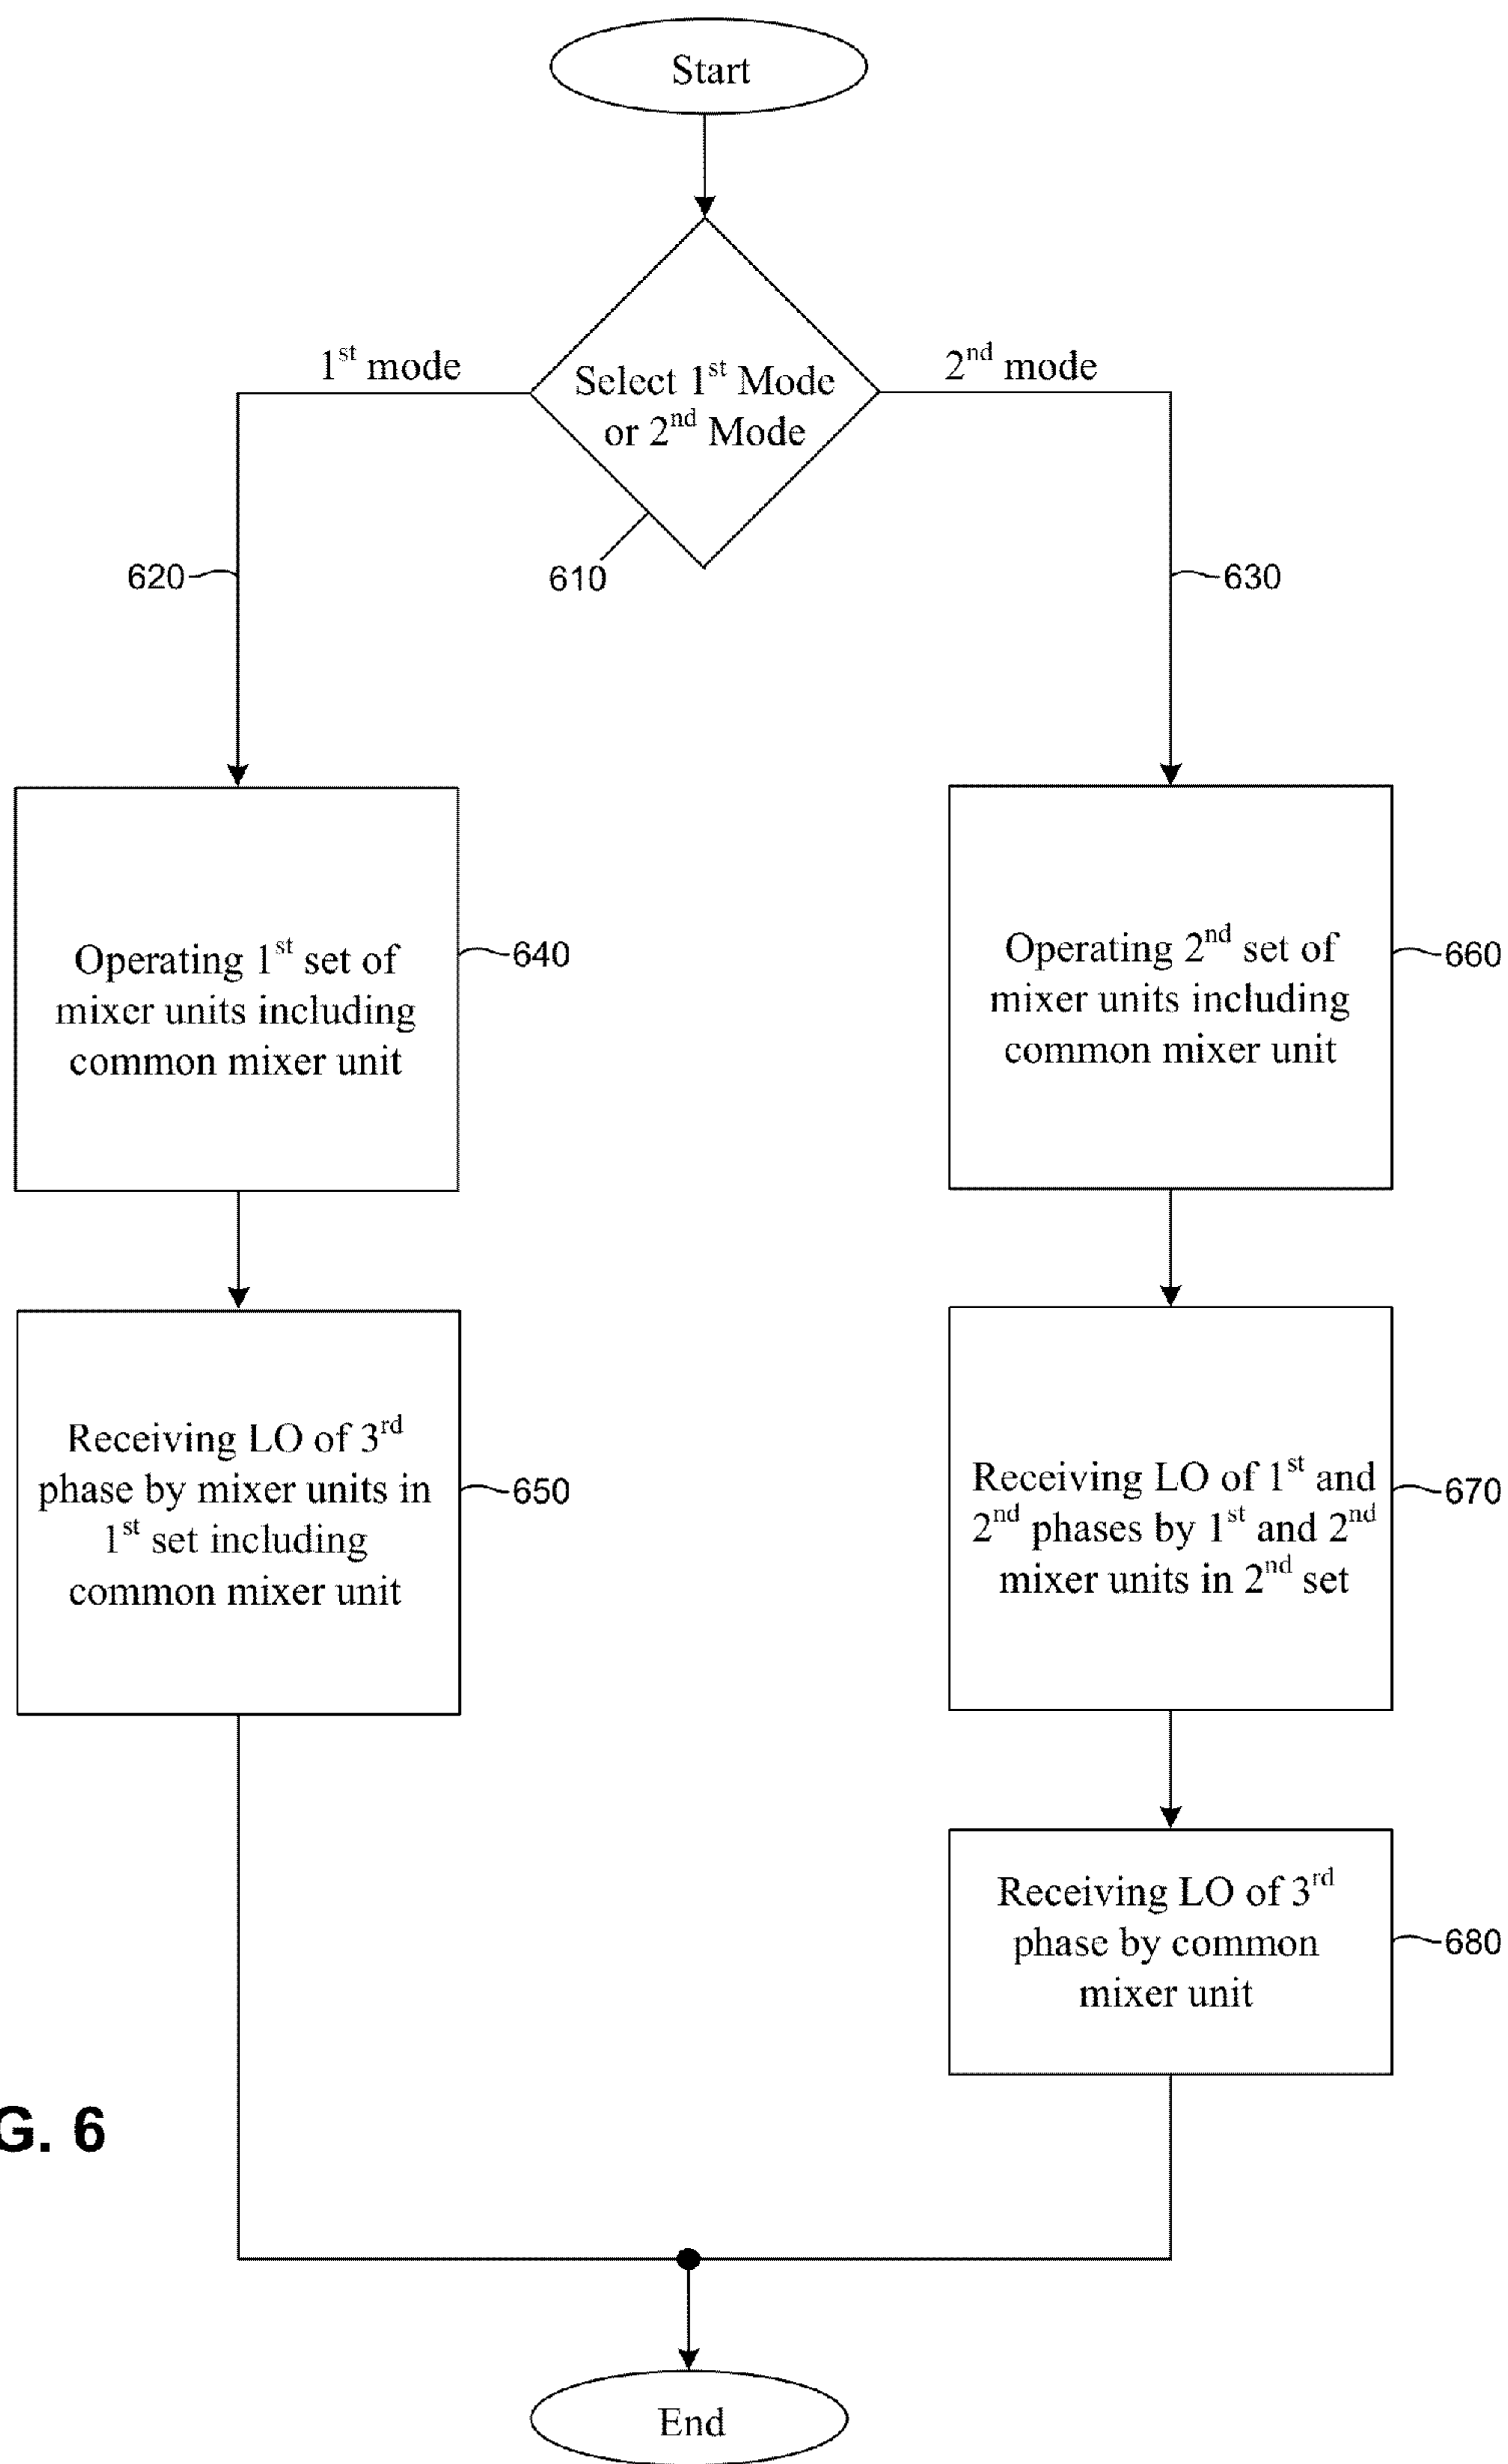 Start
1st mode
Select 1st Mode
or 2nd Mode
2nd mode
620
610
630
Operating 1st set of
mixer units including
common mixer unit
640
Operating 2nd set of
mixer units including
common mixer unit
660
Receiving LO of 3rd
phase by mixer units in
1st set including
common mixer unit
650
Receiving LO of 1st and
2nd phases by 1st and 2nd
mixer units in 2nd set
670
Receiving LO of 3rd
phase by common
mixer unit
680
G. 6
End